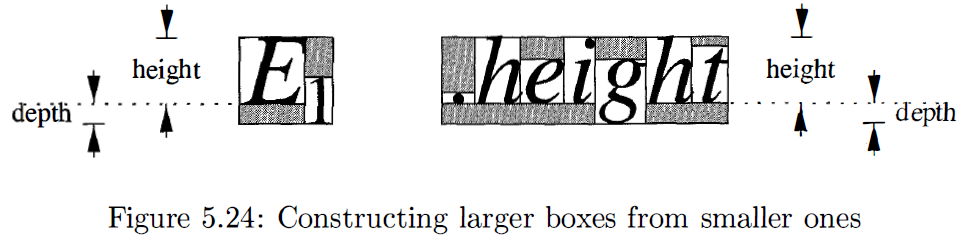 height E1 .height height
depth depth
Figure 5.24: Constructing larger boxes from smaller ones